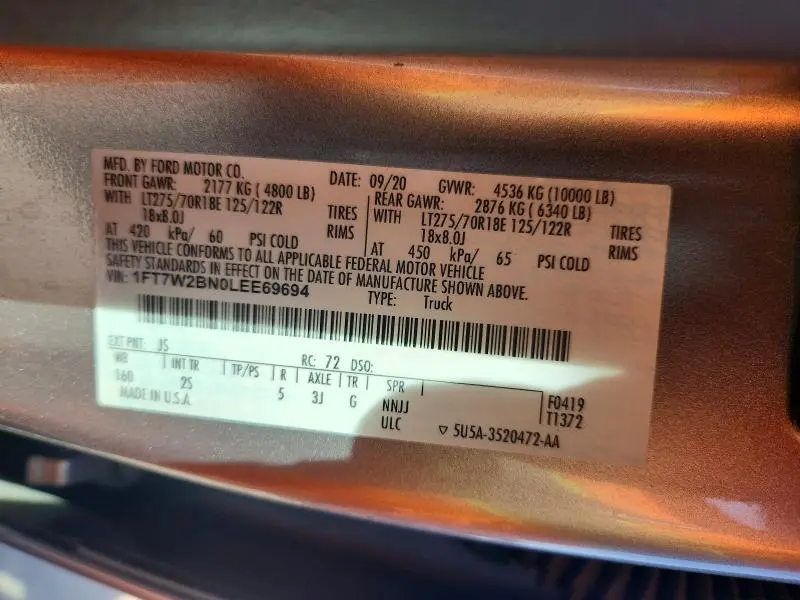 MFD. BY FORD MOTOR CO. DATE: 09/20 GVWR: 4536 KG (10000 LB)
FRONT GAWR: 2177 KG ( 4800 LB) REAR GAWR: 2876 KG ( 6340 LB)
WITH LT275/70R18E 125/122R TIRES WITH LT275/70R18E 125/122R TIRES
18x8.0J RIMS 18x8.0J RIMS
AT 420 kPa/ 60 PSI COLD AT 450 kPa/ 65 PSI COLD
THIS VEHICLE CONFORMS TO ALL APPLICABLE FEDERAL MOTOR VEHICLE
SAFETY STANDARDS IN EFFECT ON THE DATE OF MANUFACTURE SHOWN ABOVE.
VIN: 1FT7W2BN0LEE69694 TYPE: Truck
EXT PNT: JS RC: 72 DSO:
WB INT TR TP/PS R AXLE TR SPR
160 2S 5 3J G NNJJ F0419
MADE IN U.S.A. ULC T1372
5U5A-3520472-AA